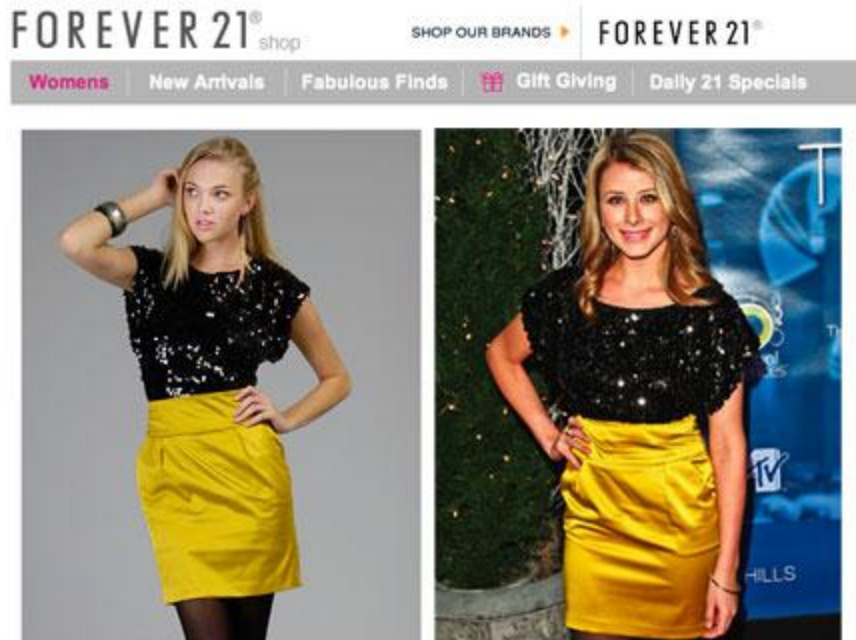 FOREVER 21® shop
SHOP OUR BRANDS
FOREVER 21®
Womens
New Arrivals
Fabulous Finds
Gift Giving
Daily 21 Specials
T
TV
HILLS